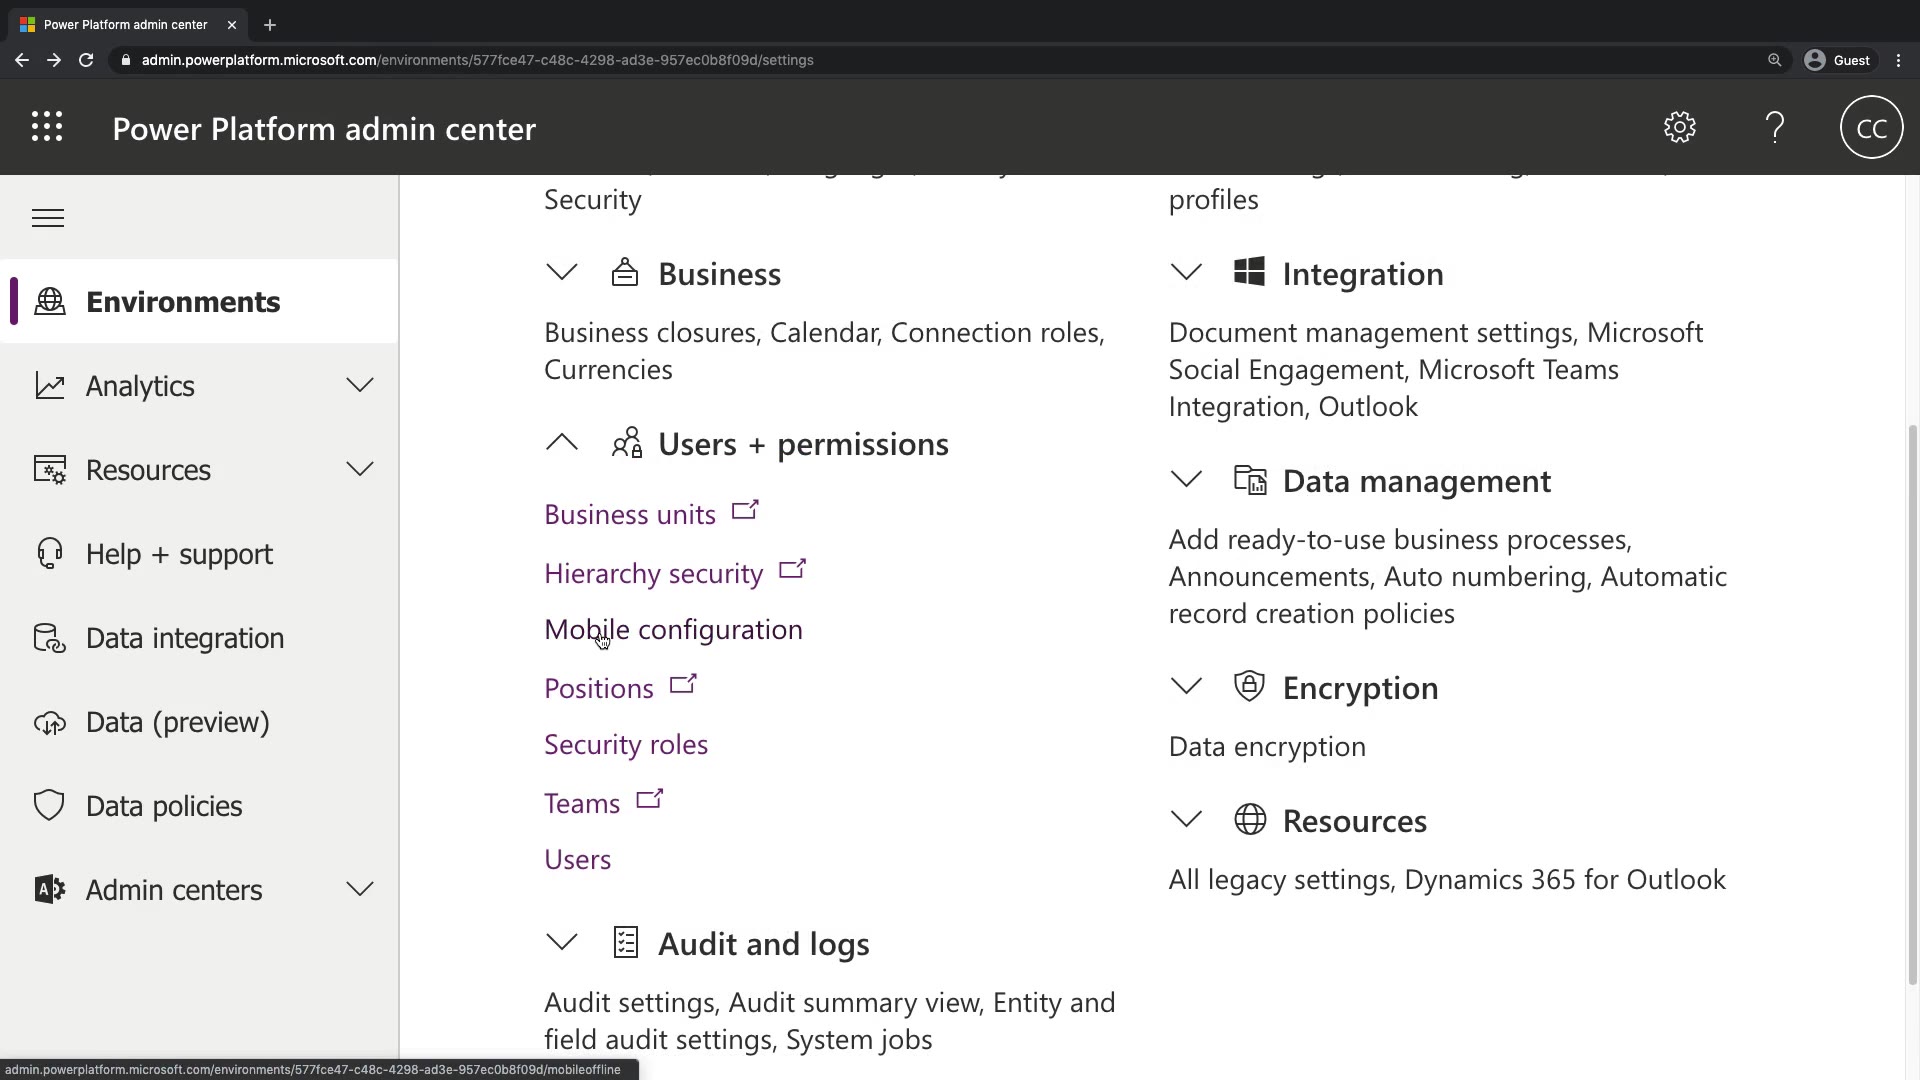 Power Platform admin center
admin.powerplatform.microsoft.com/environments/577fce47-c48c-4298-ad3e-957ec0b8f09d/settings
Guest
Power Platform admin center
?
CC
Environments
Analytics
Resources
Help + support
Data integration
Data (preview)
Data policies
Admin centers
Security
Business
Business closures, Calendar, Connection roles,
Currencies
Users + permissions
Business units
Hierarchy security
Mobile configuration
Positions
Security roles
Teams
Users
Audit and logs
Audit settings, Audit summary view, Entity and
field audit settings, System jobs
profiles
Integration
Document management settings, Microsoft
Social Engagement, Microsoft Teams
Integration, Outlook
Data management
Add ready-to-use business processes,
Announcements, Auto numbering, Automatic
record creation policies
Encryption
Data encryption
Resources
All legacy settings, Dynamics 365 for Outlook
admin.powerplatform.microsoft.com/environments/577fce47-c48c-4298-ad3e-957ec0b8f09d/mobileoffline